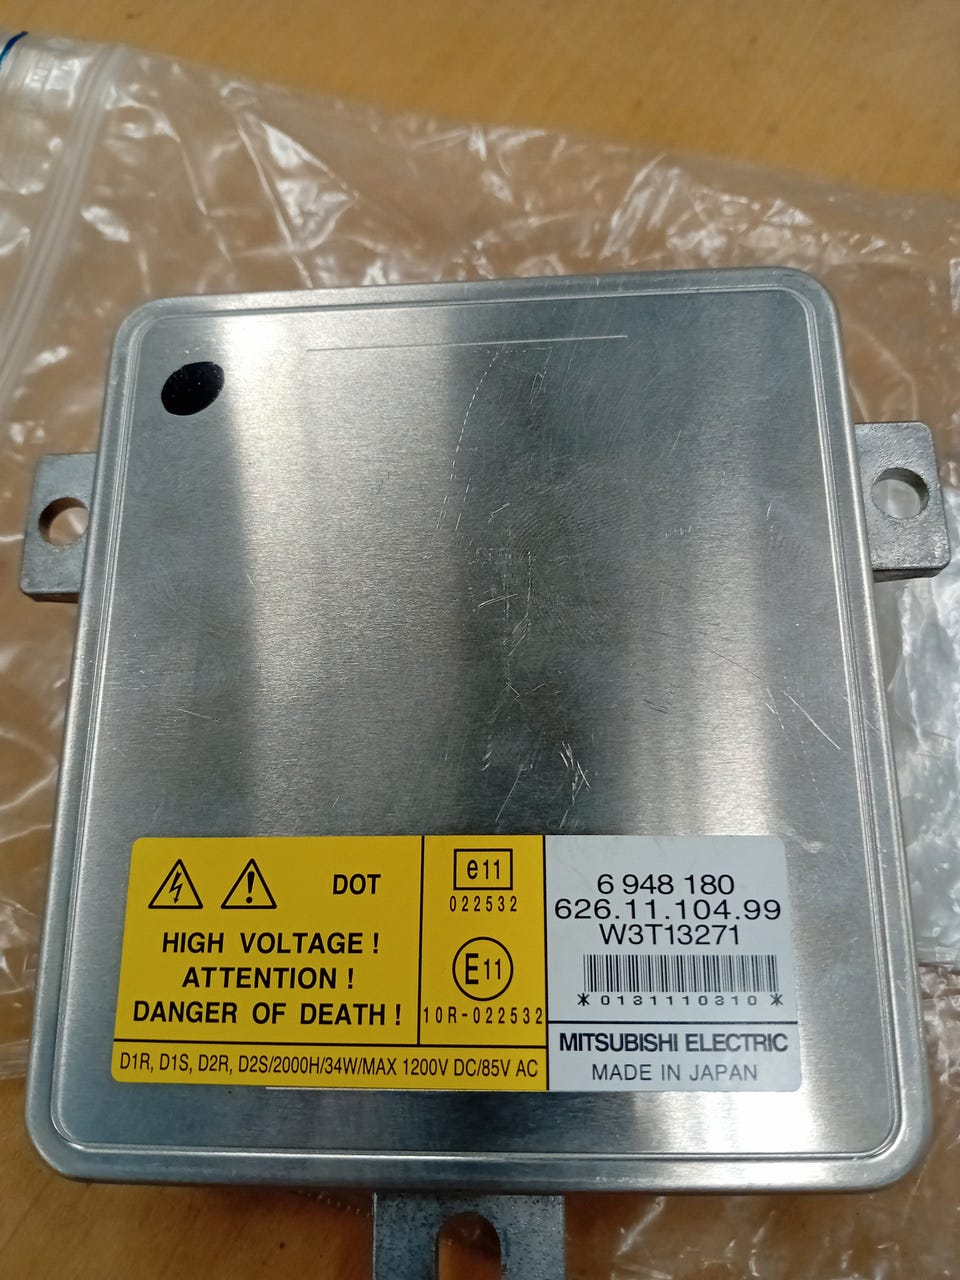 DOT
HIGH VOLTAGE !
ATTENTION !
DANGER OF DEATH !
e11
022532
E11
10R-022532
D1R, D1S, D2R, D2S/2000H/34W/MAX 1200V DC/85V AC
6 948 180
626.11.104.99
W3T13271
*0131110310*
MITSUBISHI ELECTRIC
MADE IN JAPAN